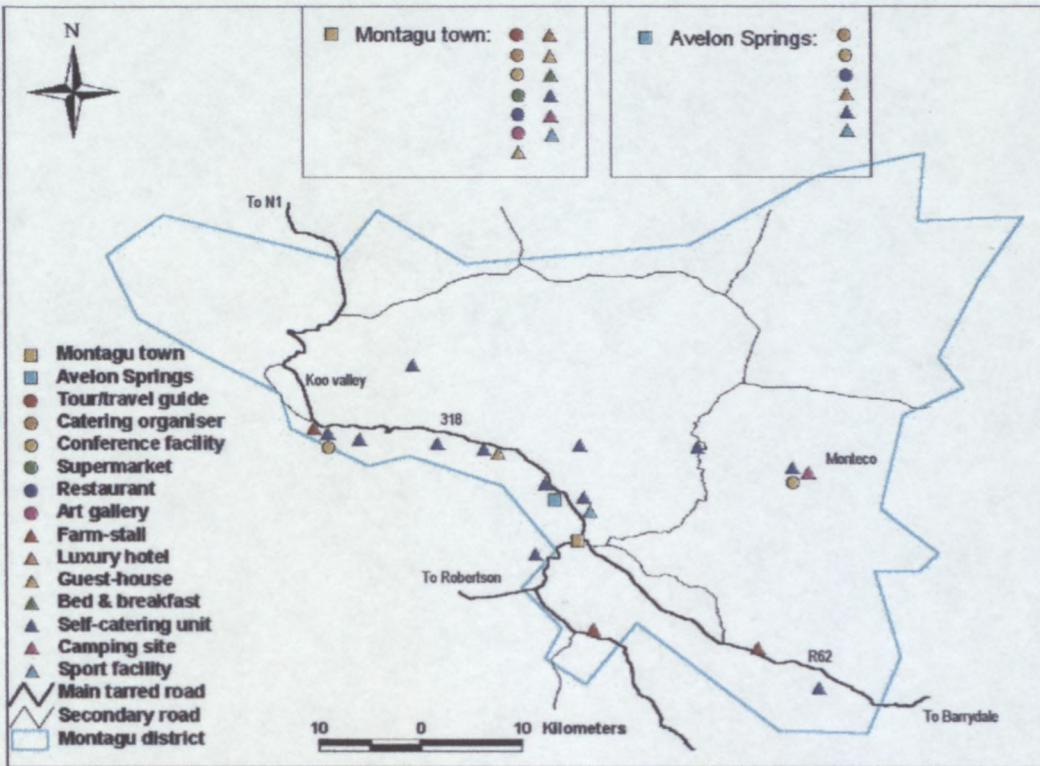 N
Montagu town:
Avelon Springs:
To N1
Koo valley
318
Monteco
To Robertson
R62
To Barrydale
Montagu town
Avelon Springs
Tour/travel guide
Catering organiser
Conference facility
Supermarket
Restaurant
Art gallery
Farm-stall
Luxury hotel
Guest-house
Bed & breakfast
Self-catering unit
Camping site
Sport facility
Main tarred road
Secondary road
Montagu district
10 0 10
Kilometers